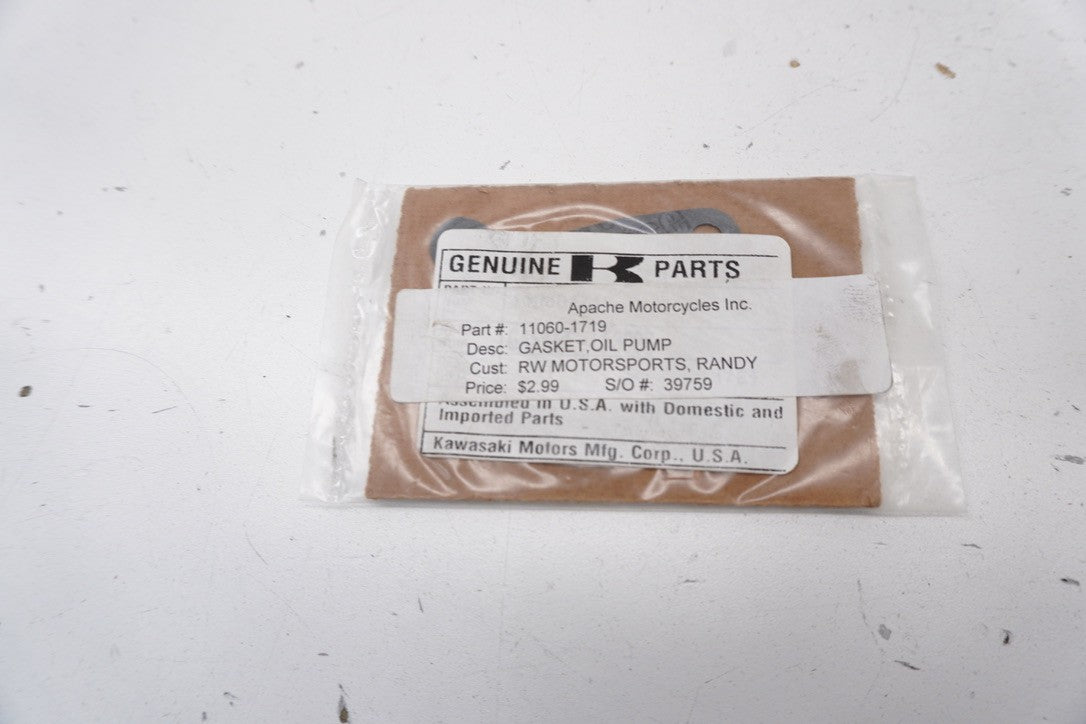 GENUINE K PARTS
Apache Motorcycles Inc.
Part #: 11060-1719
Desc: GASKET,OIL PUMP
Cust: RW MOTORSPORTS, RANDY
Price: $2.99 S/O #: 39759
Assembled in U.S.A. with Domestic and
Imported Parts
Kawasaki Motors Mfg. Corp., U.S.A.